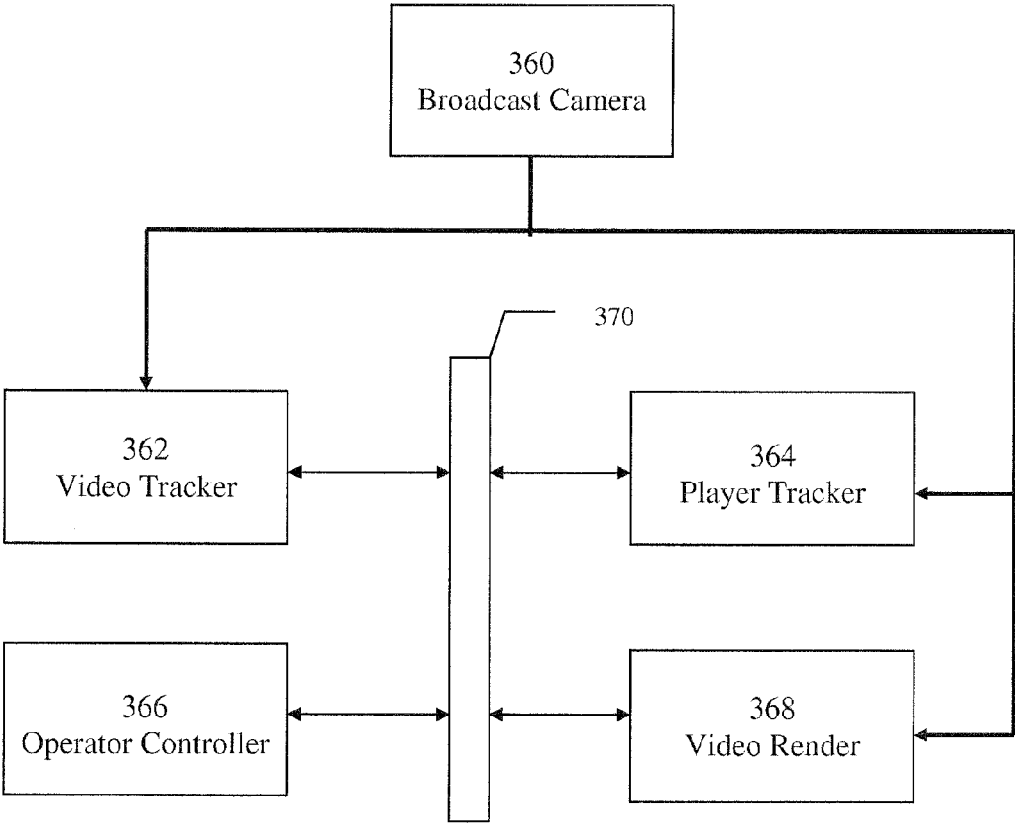 360
Broadcast Camera
370
362
Video Tracker
364
Player Tracker
366
Operator Controller
368
Video Render